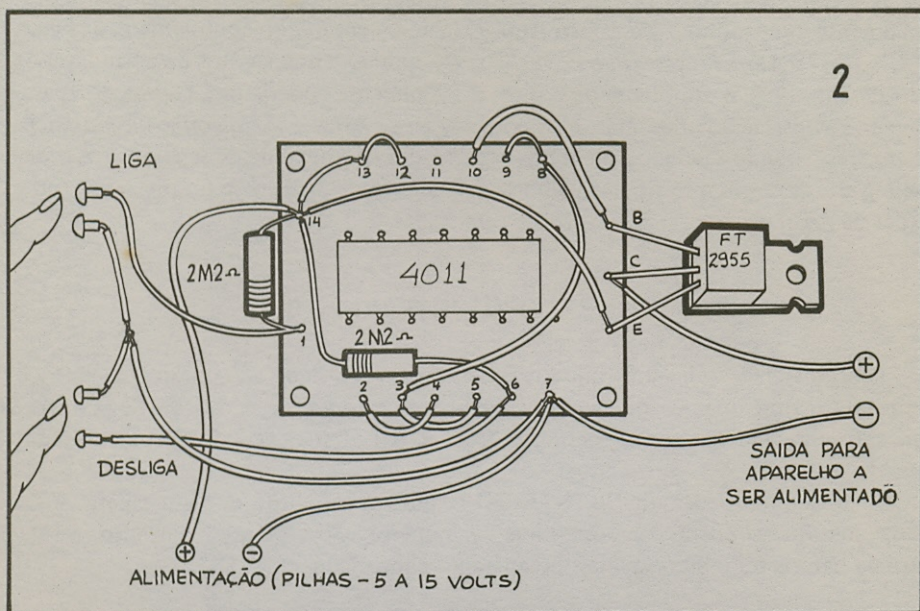 2
LIGA
13 12 11 10 9 8
14
B
FT
2955
C
2M2Ω
4011
1
2M2Ω
E
2 3 4 5 6 7
+
-
DESLIGA
SAIDA PARA
APARELHO A
SER ALIMENTADO
+ -
ALIMENTAÇÃO (PILHAS - 5 A 15 VOLTS)